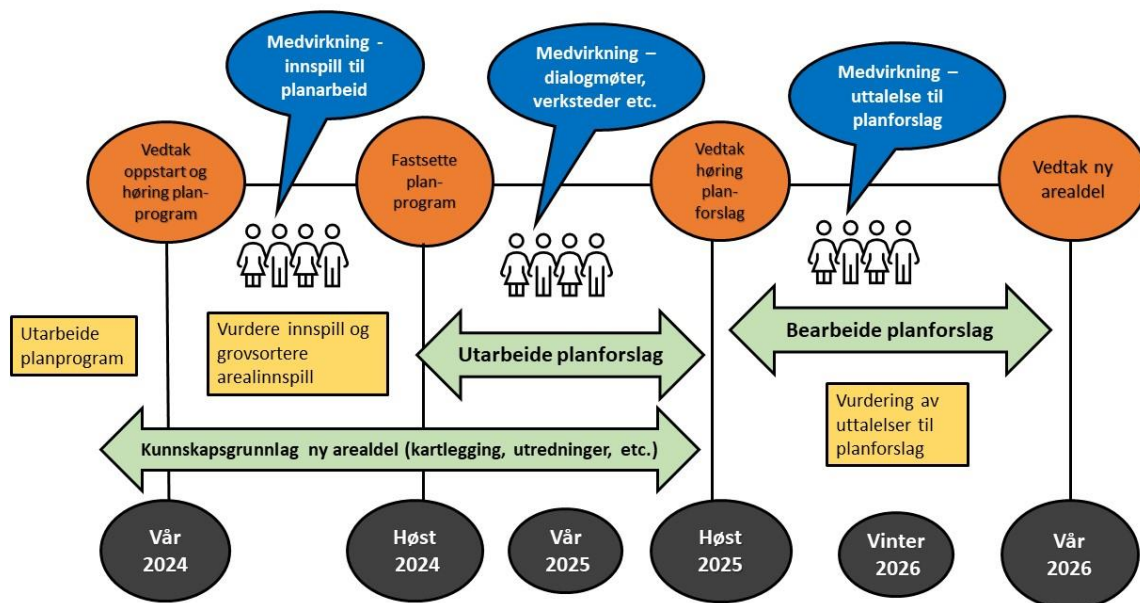 Medvirkning -
innspill til
planarbeid
Medvirkning –
dialogmøter,
verksteder etc.
Medvirkning –
uttalelse til
planforslag
Vedtak
oppstart og
høring plan-
program
Fastsette
plan-
program
Vedtak
høring
plan-
forslag
Vedtak ny
arealdel
Utarbeide
planprogram
Vurdere innspill og
grovsortere
arealinnspill
Utarbeide planforslag
Bearbeide planforslag
Vurdering av
uttalelser til
planforslag
Kunnskapsgrunnlag ny arealdel (kartlegging, utredninger, etc.)
Vår
2024
Høst
2024
Vår
2025
Høst
2025
Vinter
2026
Vår
2026